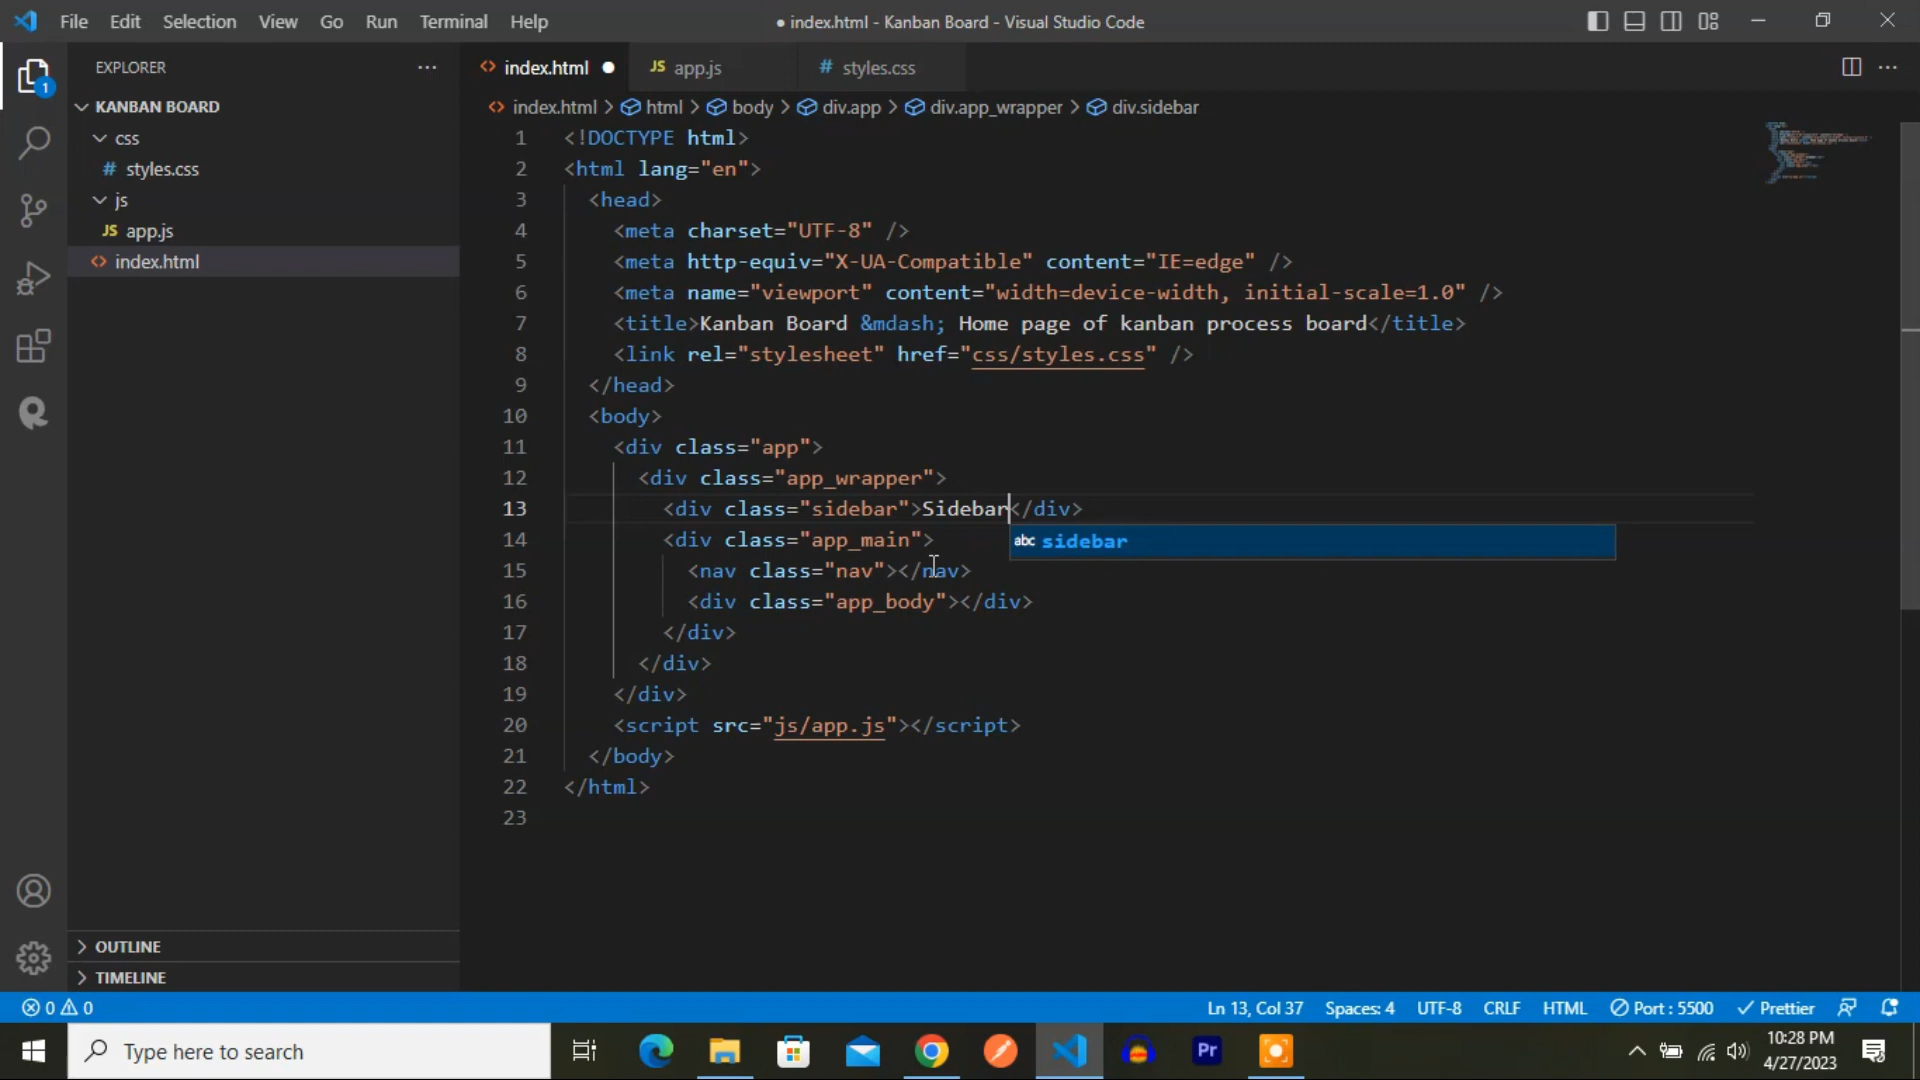 File Edit Selection View Go Run Terminal Help
● index.html - Kanban Board - Visual Studio Code
EXPLORER
1
KANBAN BOARD
css
# styles.css
js
JS app.js
<> index.html
OUTLINE
TIMELINE
<> index.html ●
JS app.js
# styles.css
<> index.html > html > body > div.app > div.app_wrapper > div.sidebar
1 <!DOCTYPE html>
2 <html lang="en">
3 <head>
4 <meta charset="UTF-8" />
5 <meta http-equiv="X-UA-Compatible" content="IE=edge" />
6 <meta name="viewport" content="width=device-width, initial-scale=1.0" />
7 <title>Kanban Board &mdash; Home page of kanban process board</title>
8 <link rel="stylesheet" href="css/styles.css" />
9 </head>
10 <body>
11 <div class="app">
12 <div class="app_wrapper">
13 <div class="sidebar">Sidebar</div>
abc sidebar
14 <div class="app_main">
15 <nav class="nav"></nav>
16 <div class="app_body"></div>
17 </div>
18 </div>
19 </div>
20 <script src="js/app.js"></script>
21 </body>
22 </html>
23
0 0
Ln 13, Col 37 Spaces: 4 UTF-8 CRLF HTML Port : 5500 Prettier
Type here to search
Pr
10:28 PM
4/27/2023